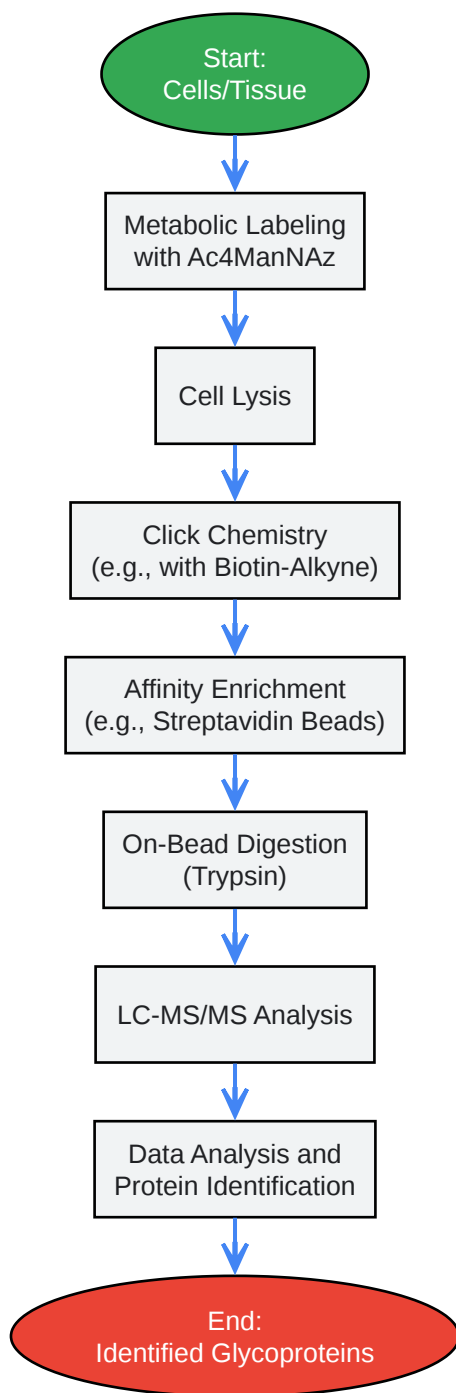 Start:
Cells/Tissue
Metabolic Labeling
with Ac4ManNAz
Cell Lysis
Click Chemistry
(e.g., with Biotin-Alkyne)
Affinity Enrichment
(e.g., Streptavidin Beads)
On-Bead Digestion
(Trypsin)
LC-MS/MS Analysis
Data Analysis and
Protein Identification
End:
Identified Glycoproteins